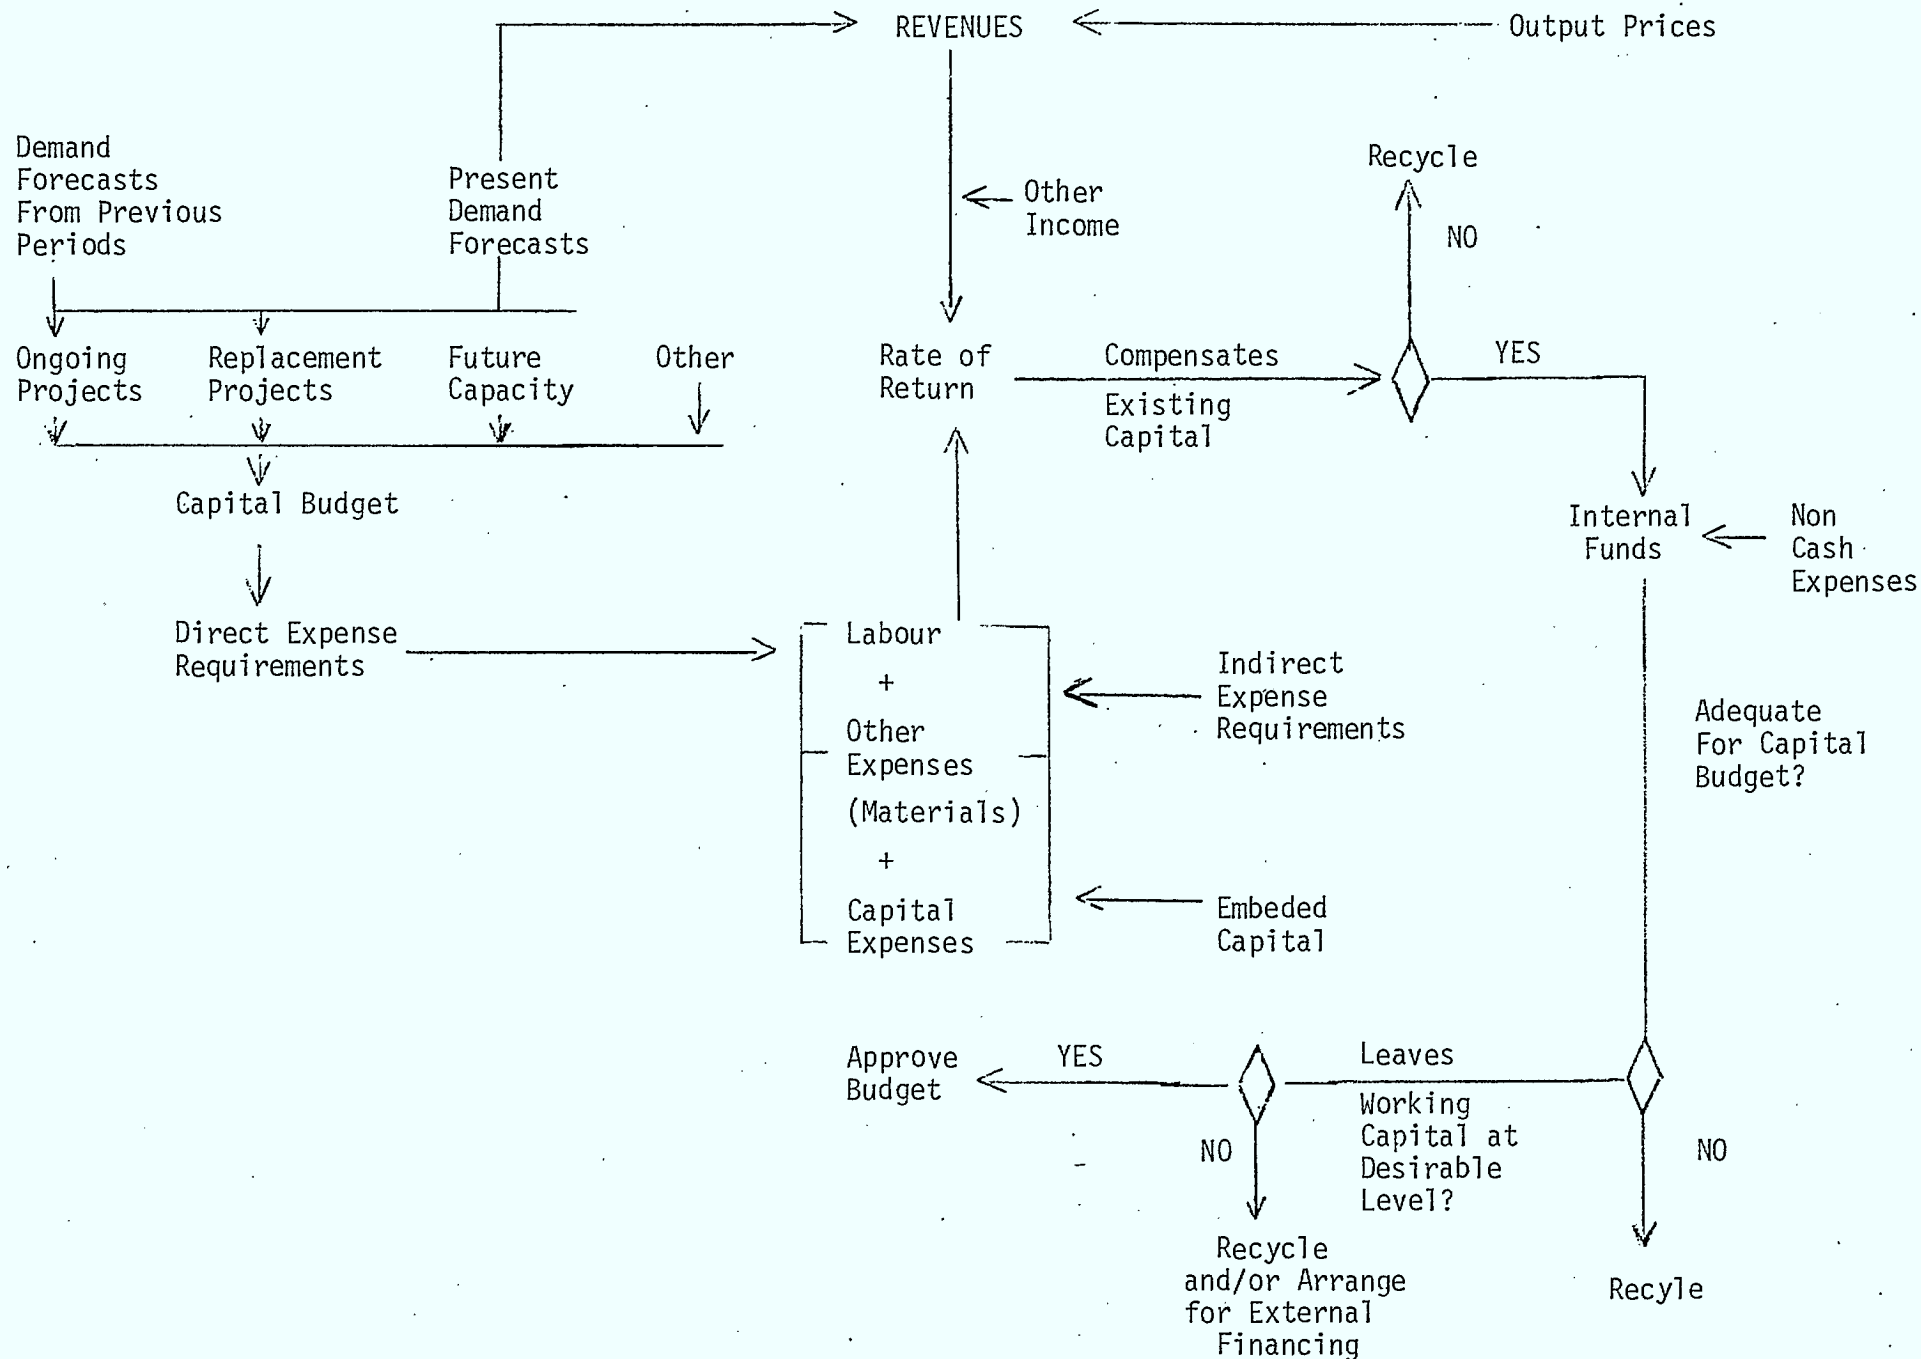 REVENUES
Output Prices
Demand
Forecasts
From Previous
Periods
Present
Demand
Forecasts
Other
Income
Recycle
NO
Ongoing
Projects
Replacement
Projects
Future
Capacity
Other
Rate of
Return
Compensates
Existing
Capital
YES
Capital Budget
Internal
Funds
Non
Cash
Expenses
Direct Expense
Requirements
Labour
+
Other
Expenses
(Materials)
+
Capital
Expenses
Indirect
Expense
Requirements
Embeded
Capital
Adequate
For Capital
Budget?
Approve
Budget
YES
Leaves
Working
Capital at
Desirable
Level?
NO
NO
Recycle
and/or Arrange
for External
Financing
Recyle